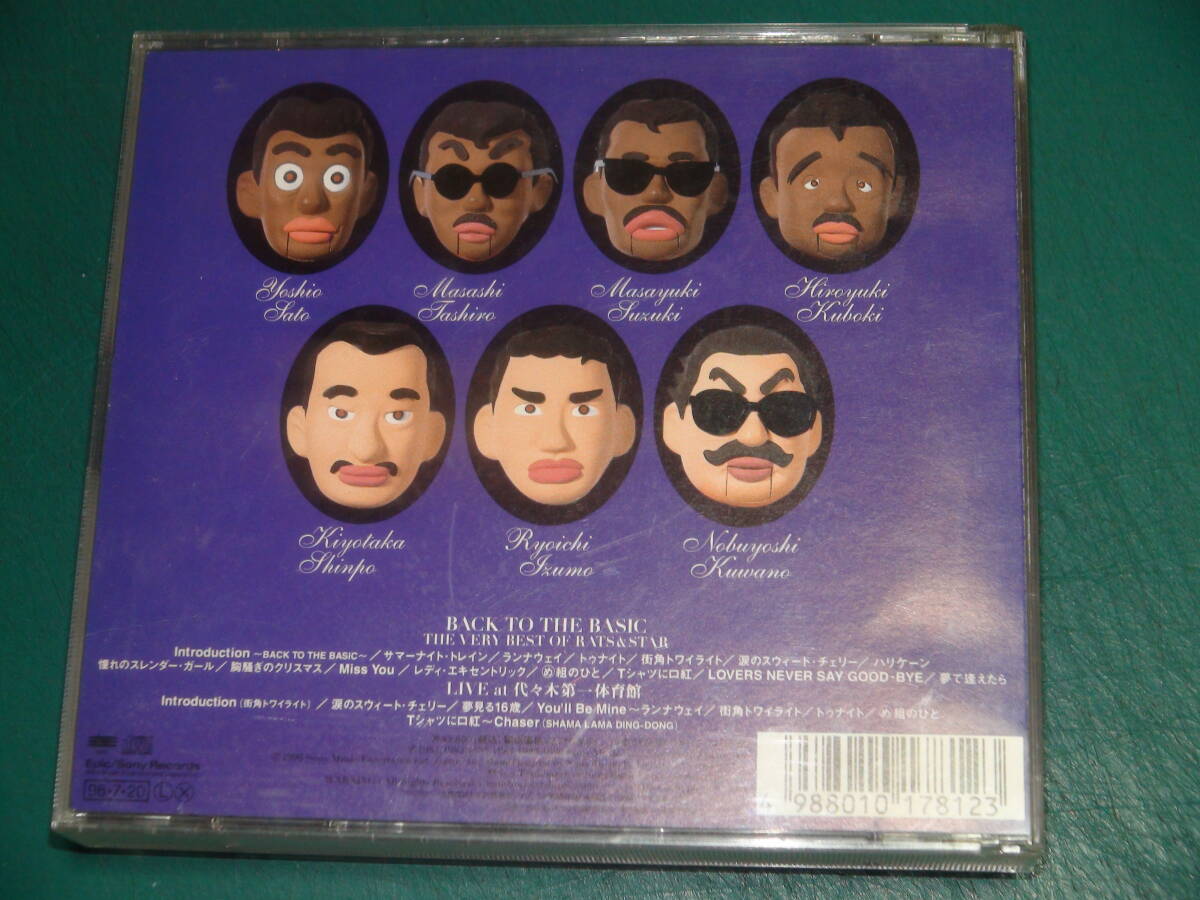 Yoshio Sato
Masashi Tashiro
Masayuki Suzuki
Hiroyuki Kuboki
Kiyotaka Shinpo
Ryoichi Izumo
Nobuyoshi Kuwano
BACK TO THE BASIC
THE VERY BEST OF RATS&STAR
Introduction ～BACK TO THE BASIC～／サマーナイト・トレイン／ランナウェイ／トゥナイト／街角トワイライト／涙のスウィート・チェリー／ハリケーン
憧れのスレンダー・ガール／胸騒ぎのクリスマス／Miss You／レディ・エキセントリック／め組のひと／Tシャツに口紅／LOVERS NEVER SAY GOOD-BYE／夢で逢えたら
LIVE at 代々木第一体育館
Introduction (街角トワイライト)／涙のスウィート・チェリー／夢見る16歳／You'll Be Mine～ランナウェイ／街角トワイライト／トゥナイト／め組のひと
Tシャツに口紅～Chaser (SHAMA LAMA DING-DONG)
Epic/Sony Records
96・7・20 L X
4 988010 178123